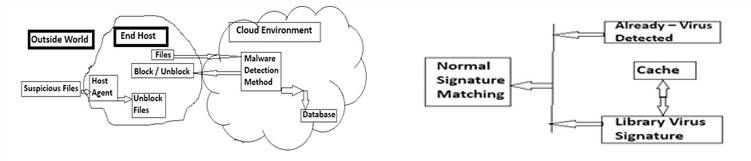 Outside World
End Host
Cloud Environment
Files
Block / Unblock
Malware
Detection
Method
Suspicious Files
Host
Agent
Unblock
Files
Database
Already – Virus
Detected
Normal
Signature
Matching
Cache
Library Virus
Signature